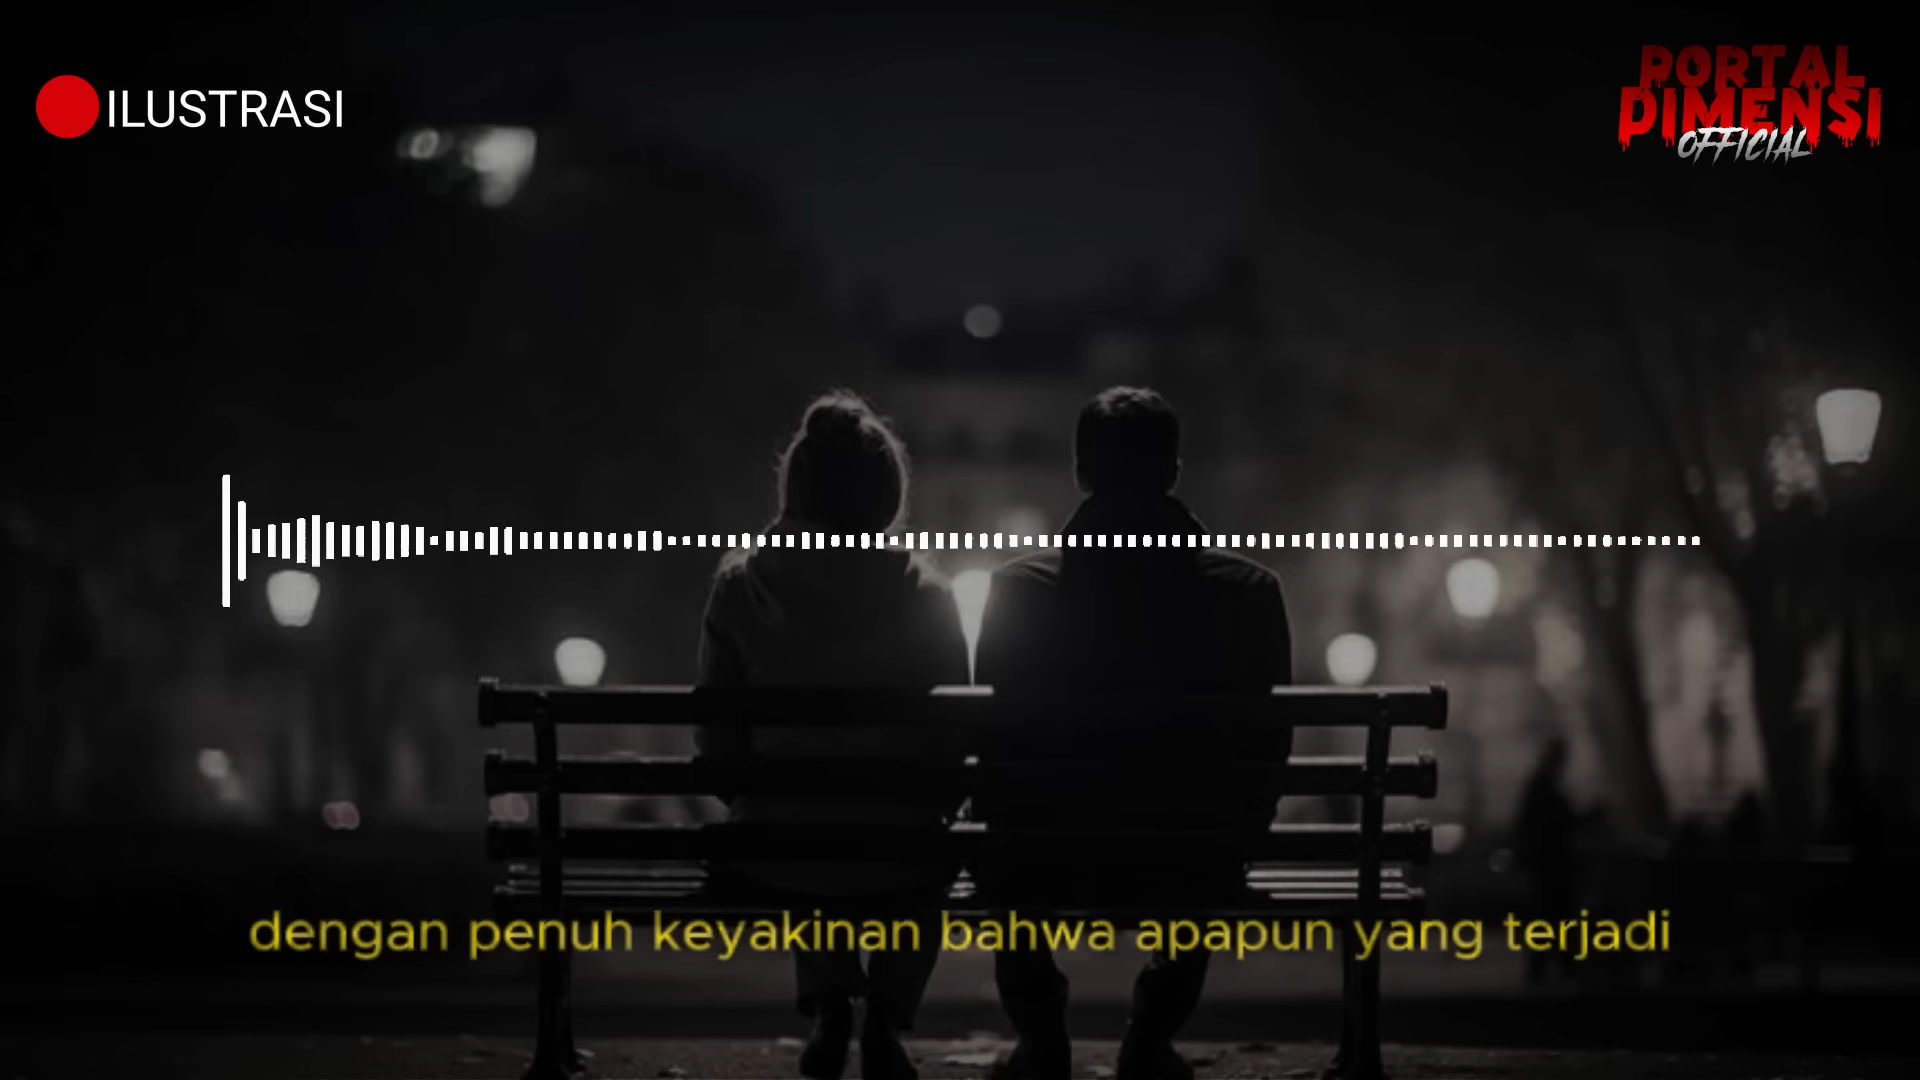 ILUSTRASI
PORTAL
DIMENSI
OFFICIAL
dengan penuh keyakinan bahwa apapun yang terjadi